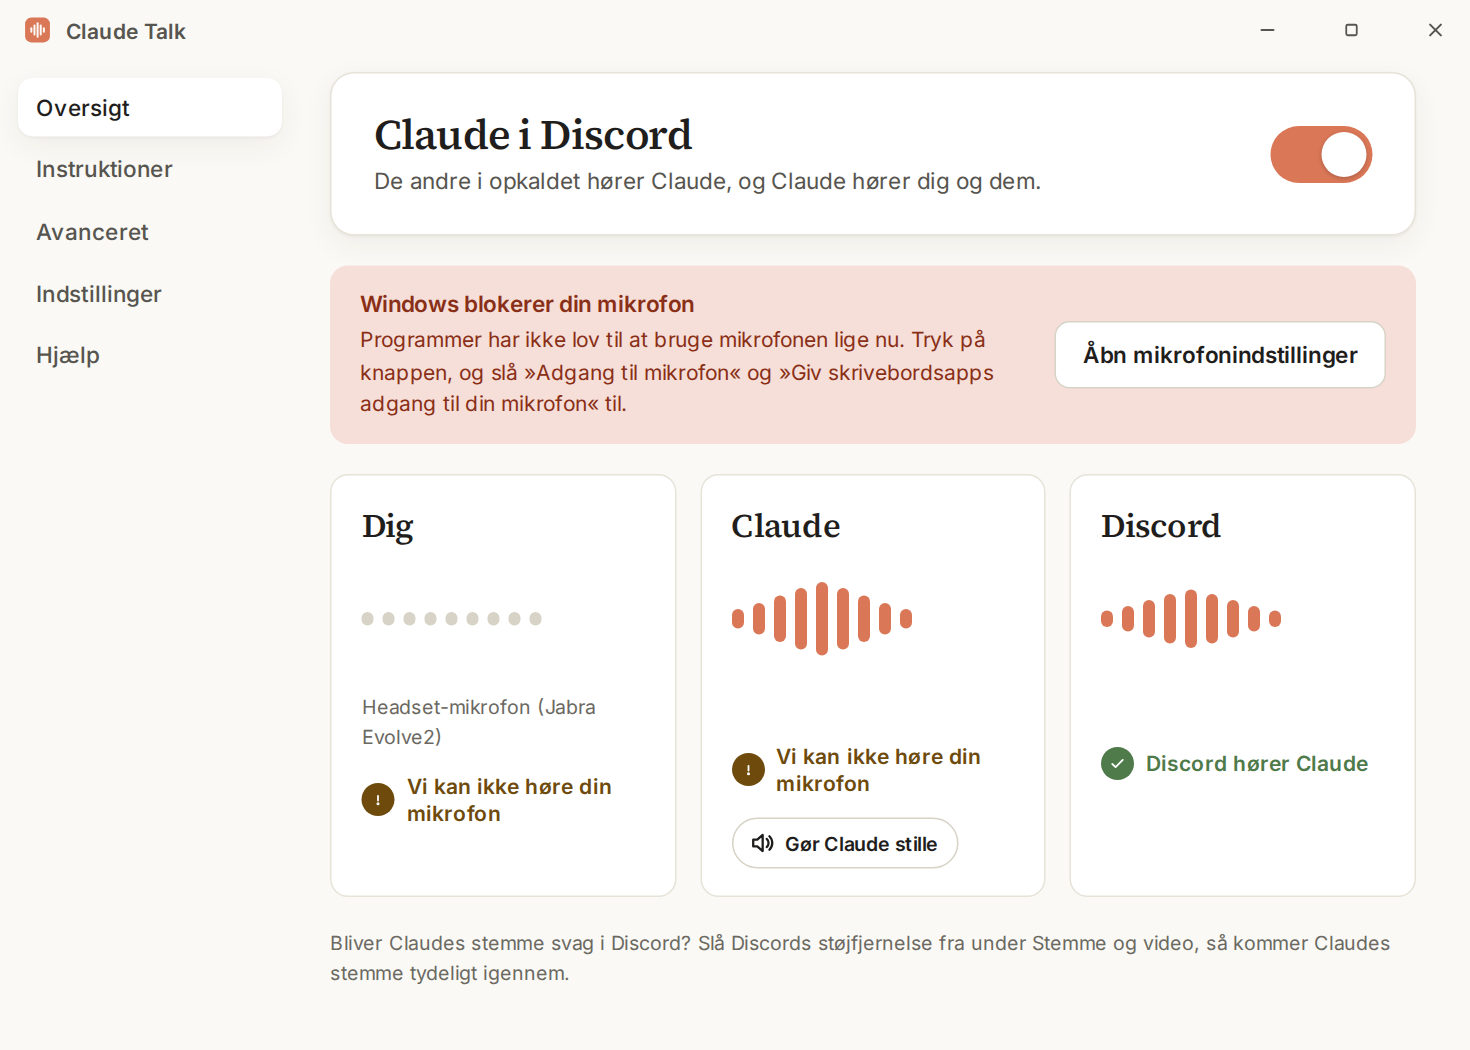 Claude Talk
Oversigt
Instruktioner
Avanceret
Indstillinger
Hjælp
Claude i Discord
De andre i opkaldet hører Claude, og Claude hører dig og dem.
Windows blokerer din mikrofon
Programmer har ikke lov til at bruge mikrofonen lige nu. Tryk på
knappen, og slå »Adgang til mikrofon« og »Giv skrivebordsapps
adgang til din mikrofon« til.
Åbn mikrofonindstillinger
Dig
Headset-mikrofon (Jabra
Evolve2)
Vi kan ikke høre din
mikrofon
Claude
Vi kan ikke høre din
mikrofon
Gør Claude stille
Discord
Discord hører Claude
Bliver Claudes stemme svag i Discord? Slå Discords støjfjernelse fra under Stemme og video, så kommer Claudes
stemme tydeligt igennem.